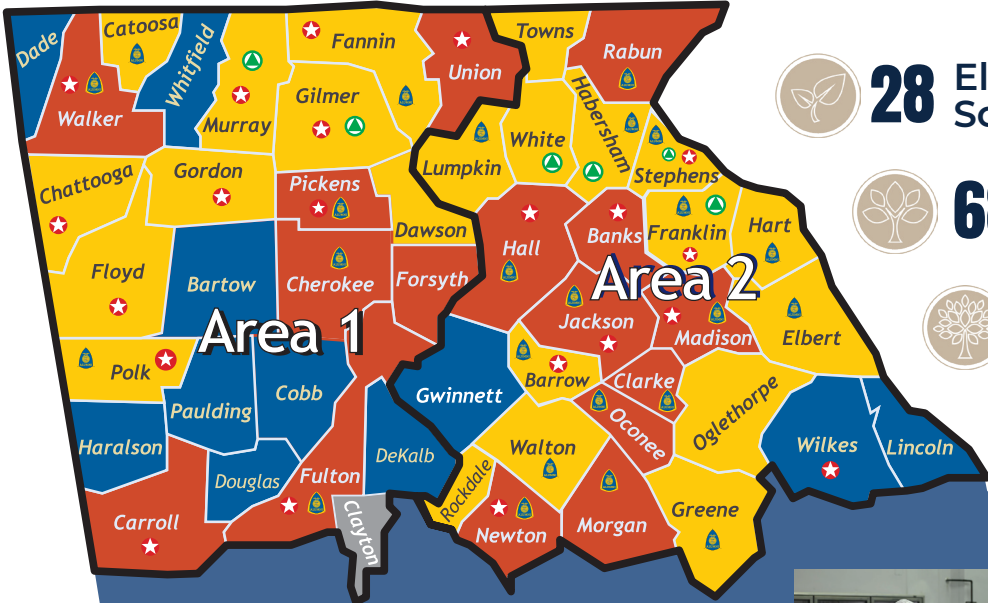 Dade
Catoosa
Whitfield
Walker
Murray
Fannin
Gilmer
Union
Towns
Rabun
White
Habersham
Lumpkin
Stephens
Chattooga
Gordon
Pickens
Dawson
Hall
Banks
Franklin
Hart
Floyd
Bartow
Cherokee
Forsyth
Area 1
Area 2
Jackson
Madison
Elbert
Polk
Paulding
Cobb
Gwinnett
Barrow
Clarke
Oconee
Oglethorpe
Haralson
Douglas
Fulton
DeKalb
Rockdale
Walton
Wilkes
Lincoln
Carroll
Clayton
Newton
Morgan
Greene
28
El